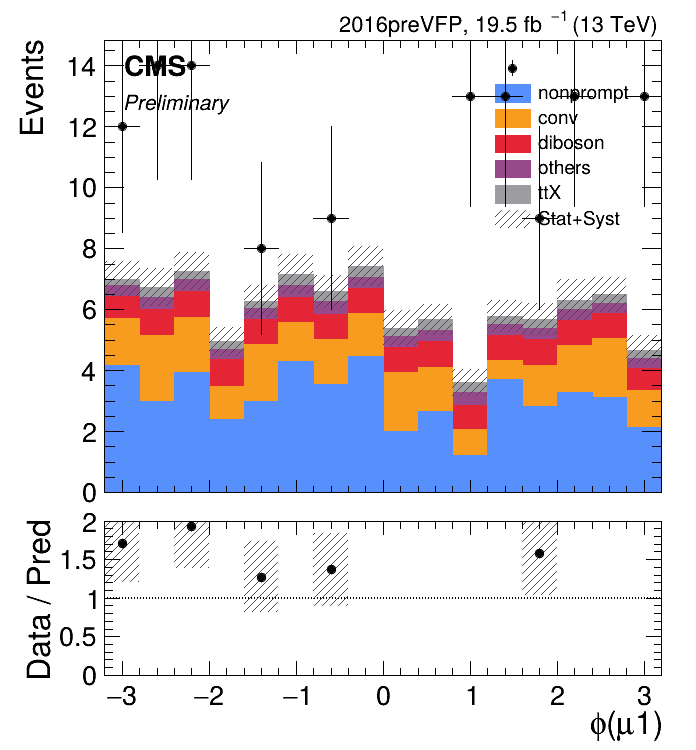 2016preVFP, 19.5 fb⁻¹ (13 TeV)
Events
14
12
10
8
6
4
2
0
CMS
Preliminary
nonprompt
conv
diboson
others
ttX
Stat+Syst
Data / Pred
2
1.5
1
0.5
0
−3 −2 −1 0 1 2 3
ϕ(μ1)